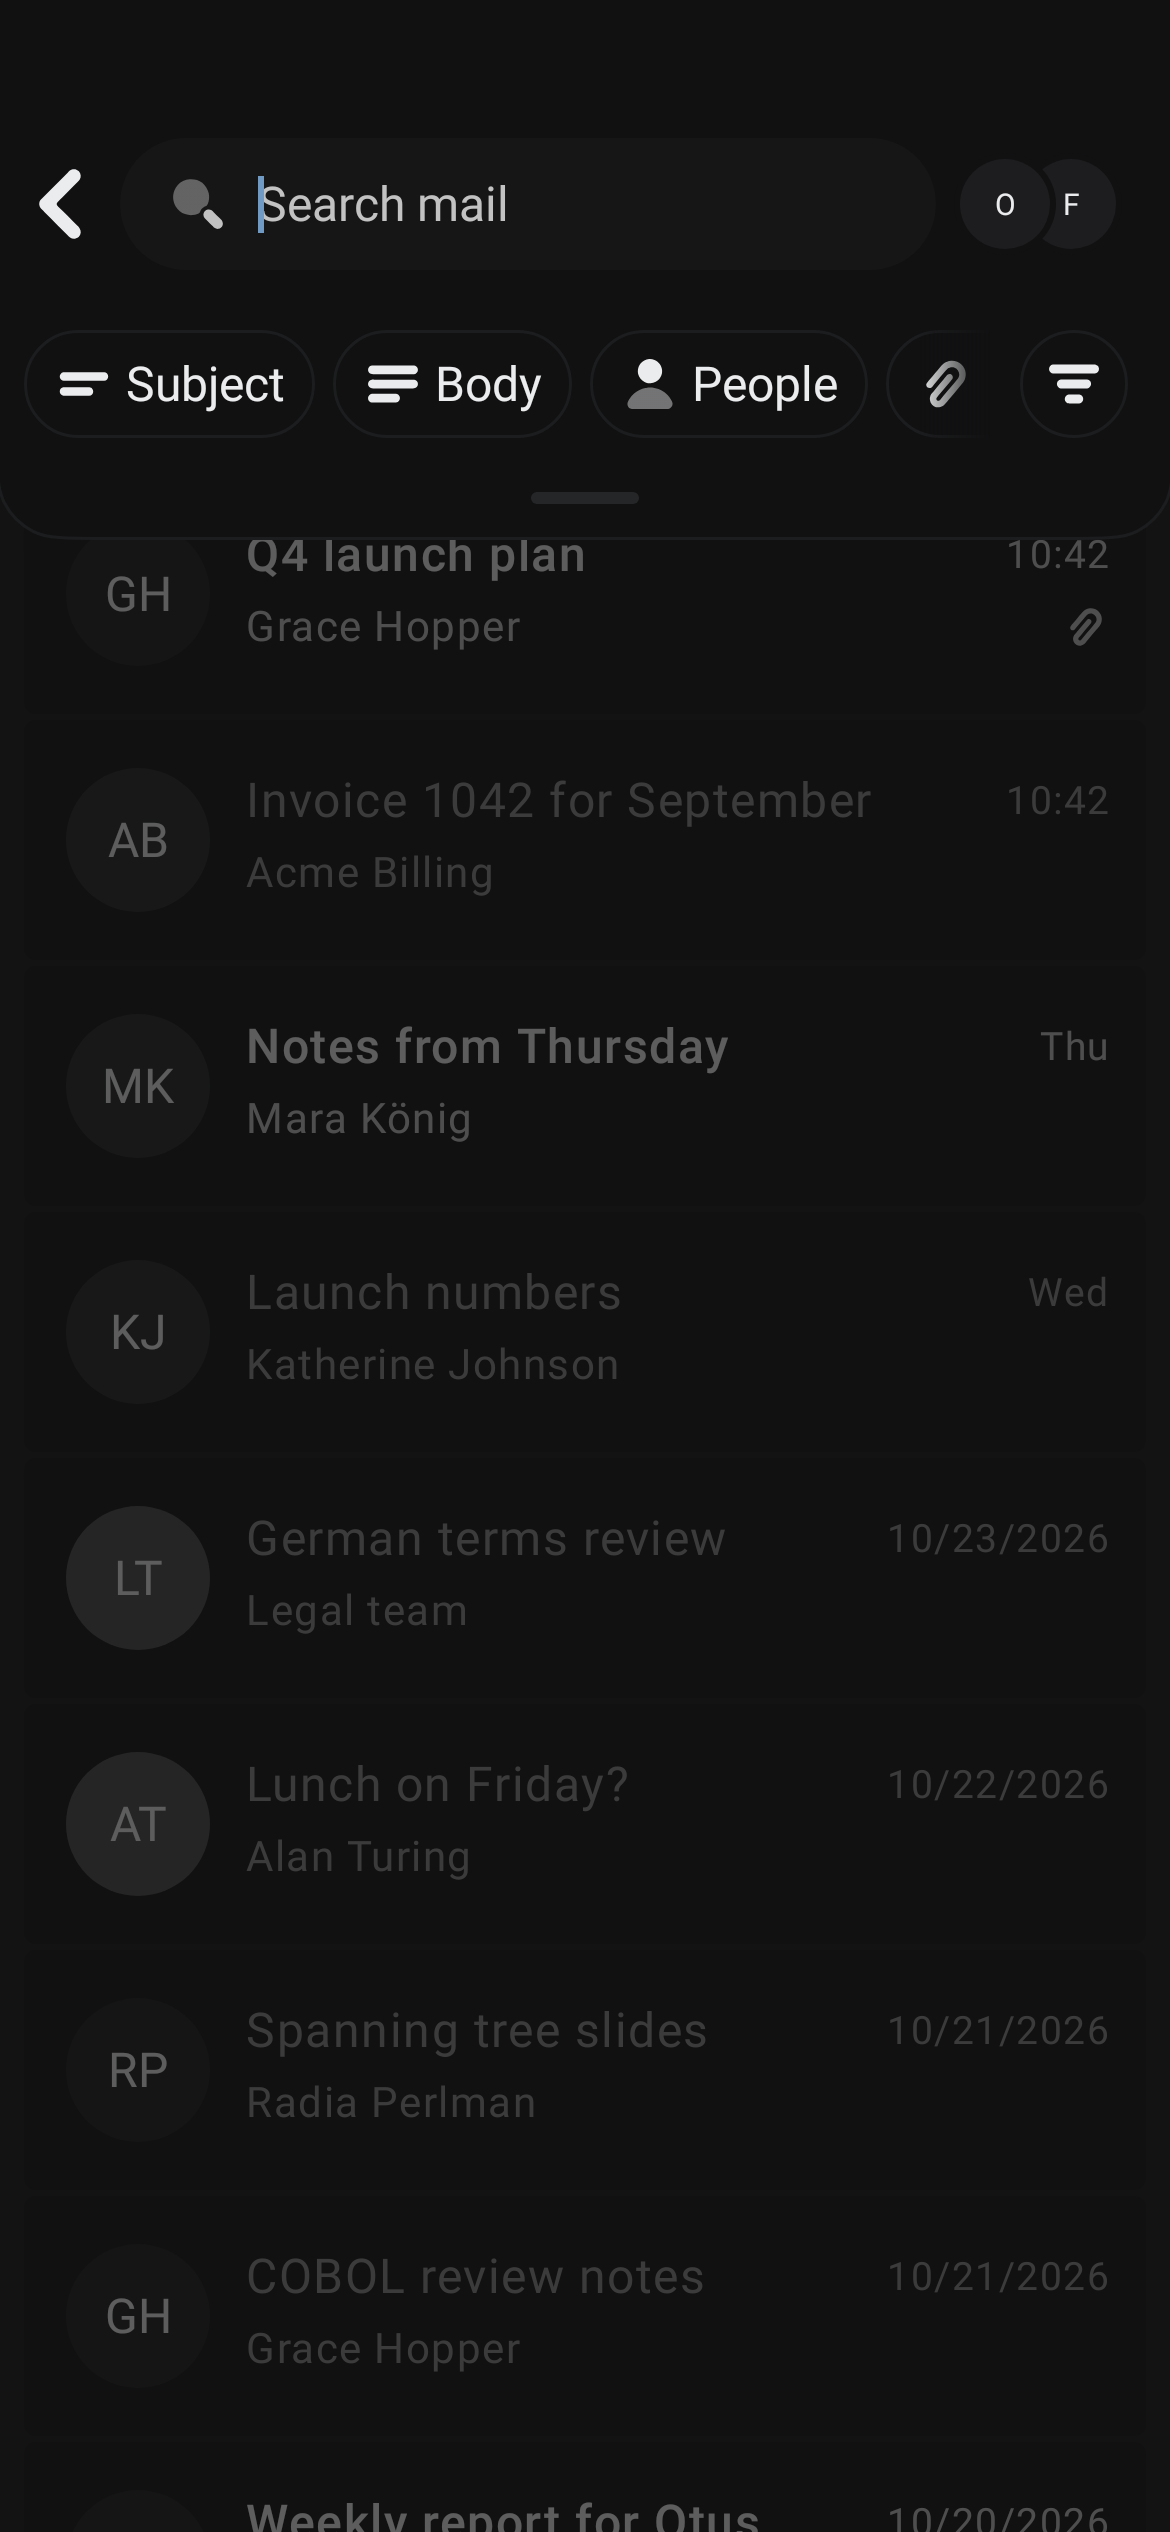 Search mail
O F
Subject Body People
Q4 launch plan 10:42
GH
Grace Hopper
Invoice 1042 for September 10:42
AB
Acme Billing
Notes from Thursday Thu
MK
Mara König
Launch numbers Wed
KJ
Katherine Johnson
German terms review 10/23/2026
LT
Legal team
Lunch on Friday? 10/22/2026
AT
Alan Turing
Spanning tree slides 10/21/2026
RP
Radia Perlman
COBOL review notes 10/21/2026
GH
Grace Hopper
Weekly report for Otus 10/20/2026